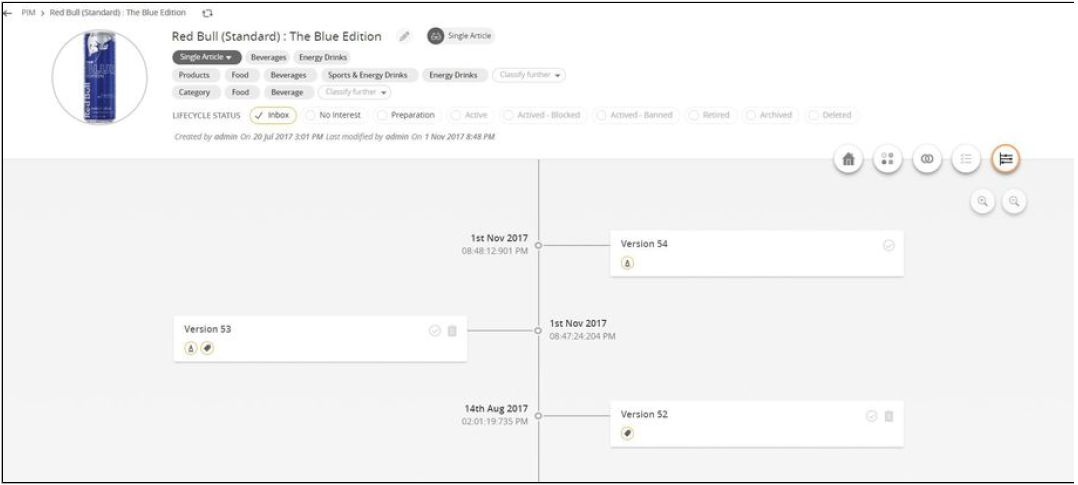 PIM > Red Bull (Standard) : The Blue Edition
Red Bull (Standard) : The Blue Edition Single Article
Single Article Beverages Energy Drinks
Products Food Beverages Sports & Energy Drinks Energy Drinks Classify further
Category Food Beverage Classify further
LIFECYCLE STATUS Inbox No Interest Preparation Active Actived - Blocked Actived - Banned Retired Archived Deleted
Created by admin On 20 Jul 2017 3:01 PM Last modified by admin On 1 Nov 2017 8:48 PM
Red Bull
BLUE
1st Nov 2017
08:48:12:901 PM
Version 54
Version 53
1st Nov 2017
08:47:24:204 PM
14th Aug 2017
02:01:19:735 PM
Version 52